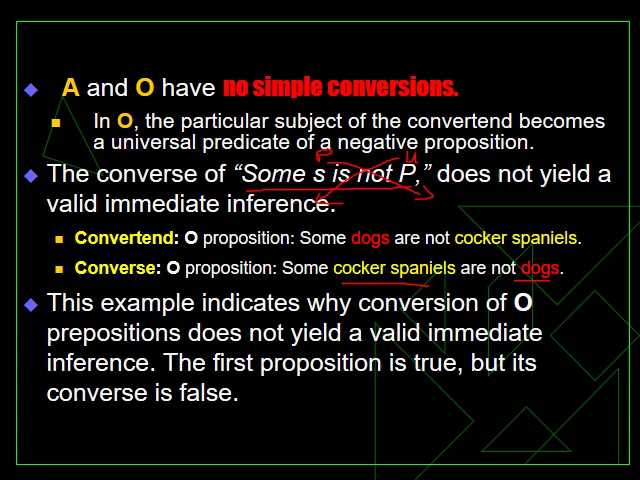 A and O have no simple conversions.
In O, the particular subject of the convertend becomes
a universal predicate of a negative proposition.
P u
The converse of “Some s is not P,” does not yield a
valid immediate inference.
Convertend: O proposition: Some dogs are not cocker spaniels.
Converse: O proposition: Some cocker spaniels are not dogs.
This example indicates why conversion of O
prepositions does not yield a valid immediate
inference. The first proposition is true, but its
converse is false.